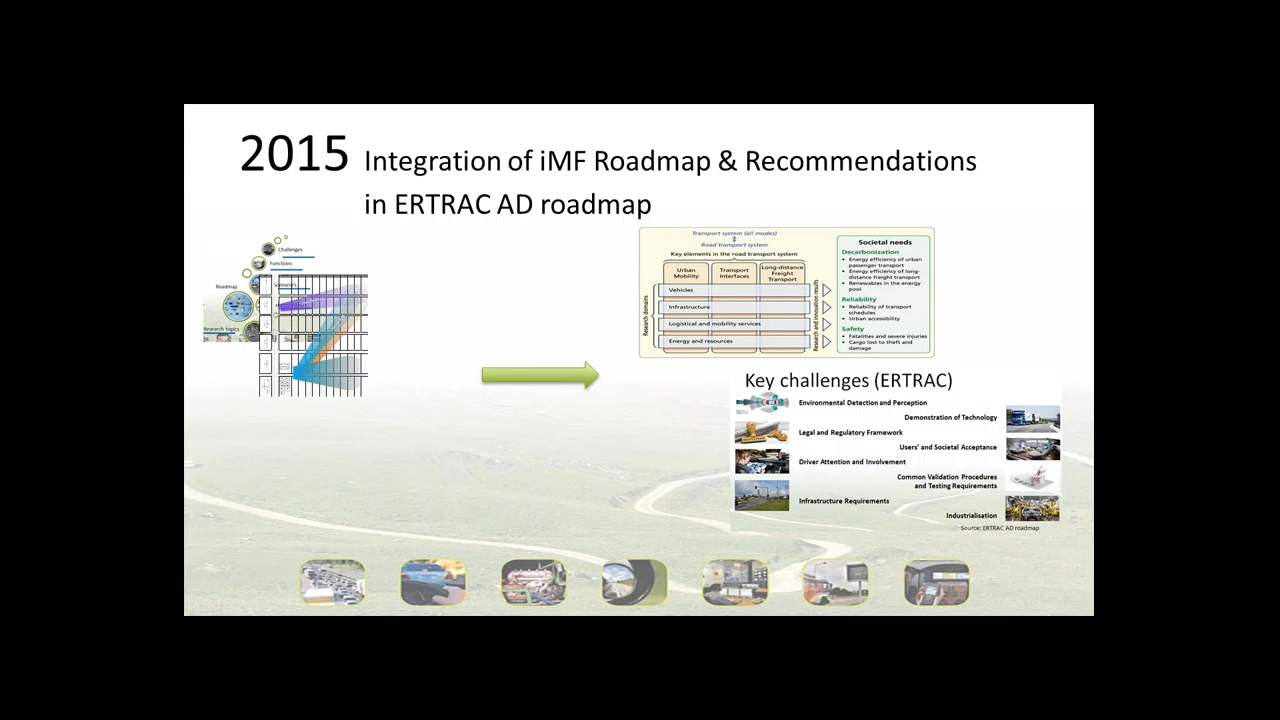 2015 Integration of iMF Roadmap & Recommendations
in ERTRAC AD roadmap
Challenges
Functions
Roadmap
Research topics
Transport system (all modes)
Road transport system
Key elements in the road transport system
Urban
Mobility
Transport
Interfaces
Long-distance
Freight
Transport
Research domains
Vehicles
Infrastructure
Logistical and mobility services
Energy and resources
Research and innovation results
Societal needs
Decarbonization
• Energy efficiency of urban
passenger transport
• Energy efficiency of long-
distance freight transport
• Renewables in the energy
pool
Reliability
• Reliability of transport
schedules
• Urban accessibility
Safety
• Fatalities and severe injuries
• Cargo lost to theft and
damage
Key challenges (ERTRAC)
Environmental Detection and Perception
Demonstration of Technology
Legal and Regulatory Framework
Users' and Societal Acceptance
Driver Attention and Involvement
Common Validation Procedures
and Testing Requirements
Infrastructure Requirements
Industrialisation
Source: ERTRAC AD roadmap